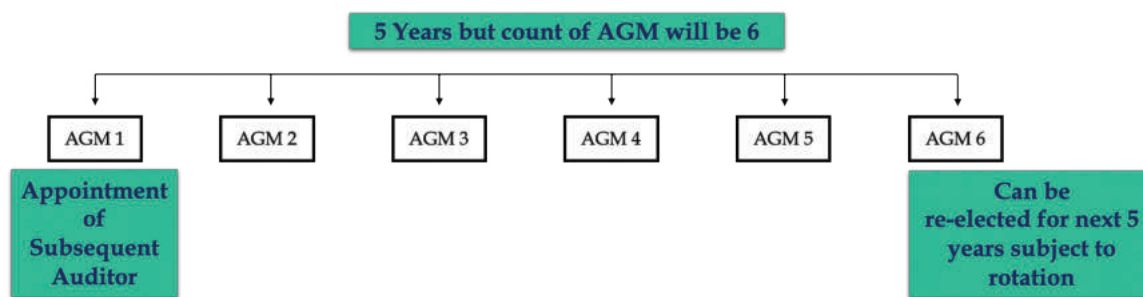 5 Years but count of AGM will be 6
AGM 1
AGM 2
AGM 3
AGM 4
AGM 5
AGM 6
Appointment
of
Subsequent
Auditor
Can be
re-elected for next 5
years subject to
rotation